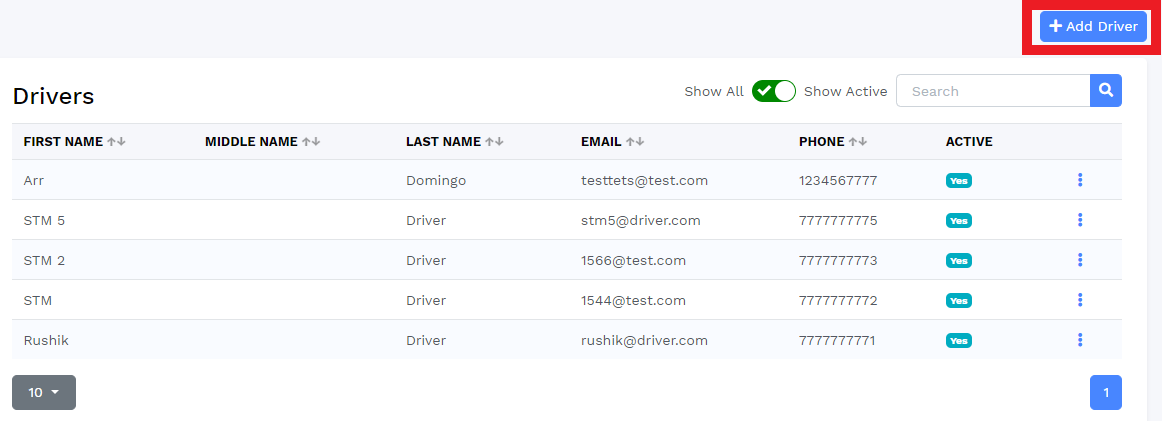 Add Driver
Drivers
Show All Show Active Search
FIRST NAME MIDDLE NAME LAST NAME EMAIL PHONE ACTIVE
Arr Domingo testtets@test.com 1234567777 Yes
STM 5 Driver stm5@driver.com 7777777775 Yes
STM 2 Driver 1566@test.com 7777777773 Yes
STM Driver 1544@test.com 7777777772 Yes
Rushik Driver rushik@driver.com 7777777771 Yes
10 1